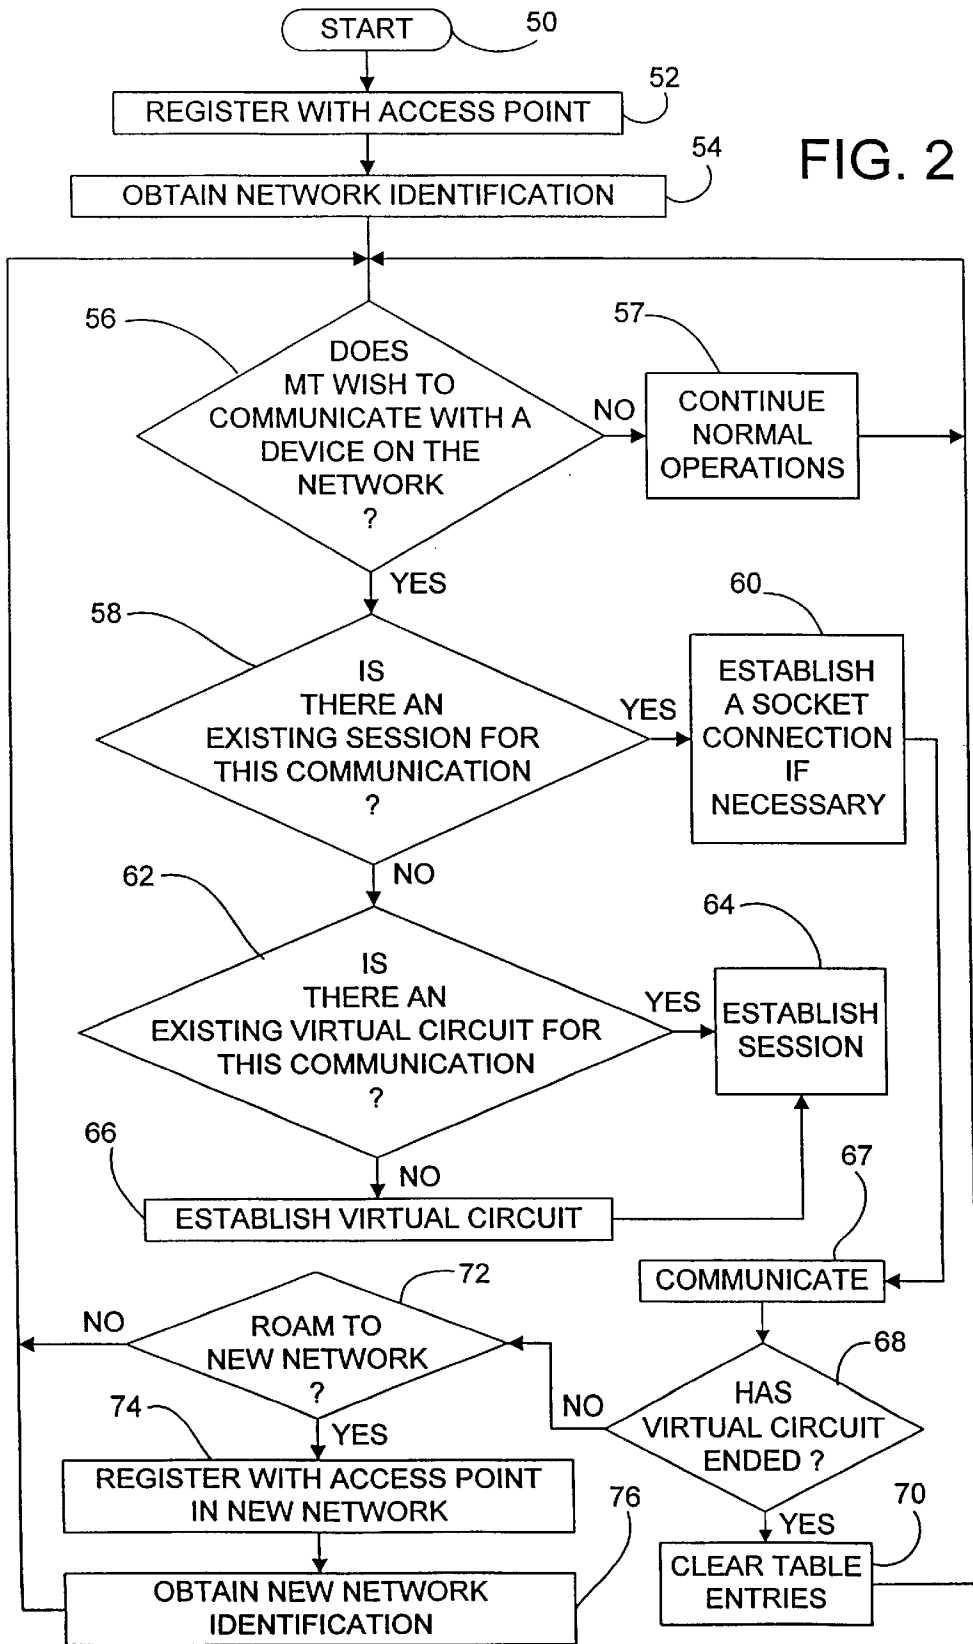 START
50
REGISTER WITH ACCESS POINT
52
FIG. 2
OBTAIN NETWORK IDENTIFICATION
54
56
DOES
MT WISH TO
COMMUNICATE WITH A
DEVICE ON THE
NETWORK
?
NO
57
CONTINUE
NORMAL
OPERATIONS
YES
58
IS
THERE AN
EXISTING SESSION FOR
THIS COMMUNICATION
?
YES
60
ESTABLISH
A SOCKET
CONNECTION
IF
NECESSARY
NO
62
IS
THERE AN
EXISTING VIRTUAL CIRCUIT FOR
THIS COMMUNICATION
?
YES
64
ESTABLISH
SESSION
NO
66
ESTABLISH VIRTUAL CIRCUIT
67
COMMUNICATE
68
HAS
VIRTUAL CIRCUIT
ENDED ?
NO
72
ROAM TO
NEW NETWORK
?
NO
YES
74
REGISTER WITH ACCESS POINT
IN NEW NETWORK
76
OBTAIN NEW NETWORK
IDENTIFICATION
YES
70
CLEAR TABLE
ENTRIES